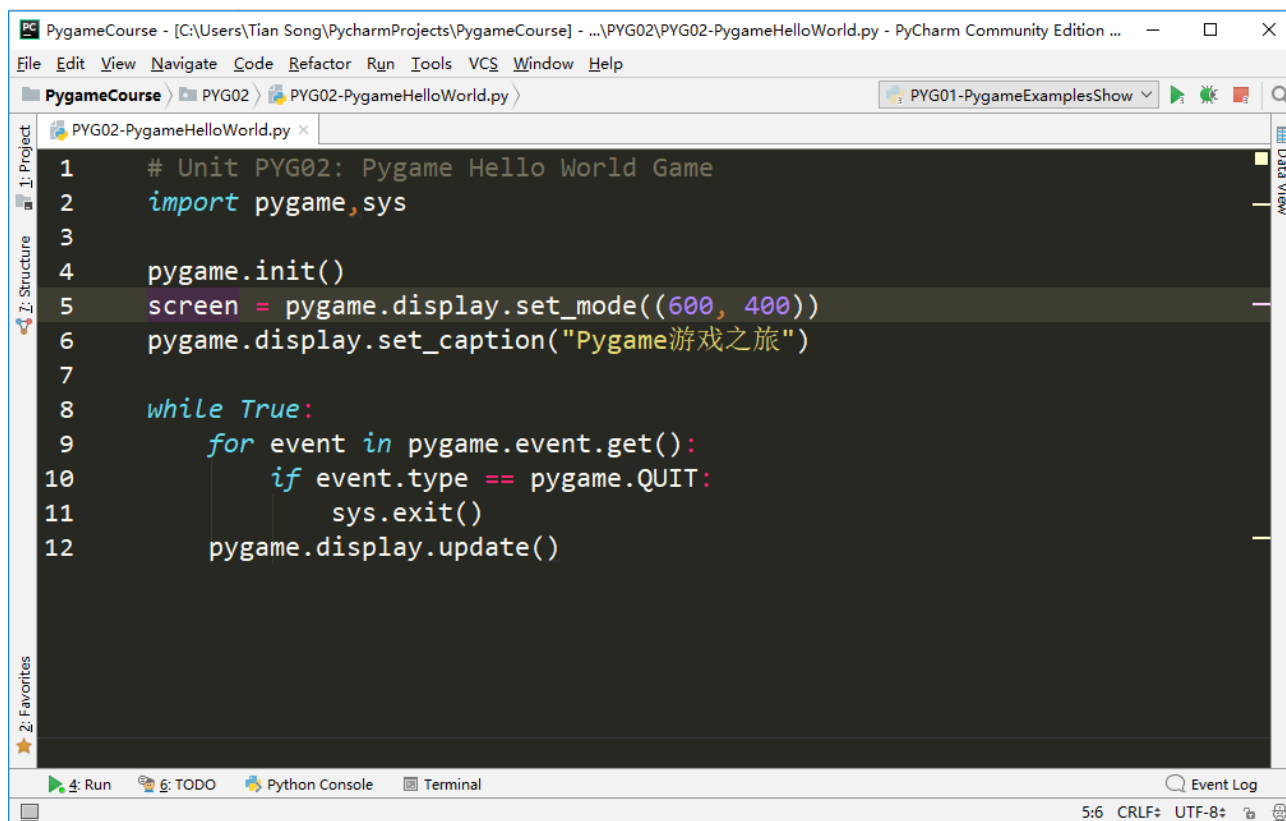 PygameCourse - [C:\Users\Tian Song\PycharmProjects\PygameCourse] - ...\PYG02\PYG02-PygameHelloWorld.py - PyCharm Community Edition ...
File Edit View Navigate Code Refactor Run Tools VCS Window Help
PygameCourse PYG02 PYG02-PygameHelloWorld.py PYG01-PygameExamplesShow
PYG02-PygameHelloWorld.py
1: Project
7: Structure
2: Favorites
Data View
1 # Unit PYG02: Pygame Hello World Game
2 import pygame,sys
3
4 pygame.init()
5 screen = pygame.display.set_mode((600, 400))
6 pygame.display.set_caption("Pygame游戏之旅")
7
8 while True:
9     for event in pygame.event.get():
10         if event.type == pygame.QUIT:
11             sys.exit()
12     pygame.display.update()
4: Run 6: TODO Python Console Terminal Event Log
5:6 CRLF UTF-8